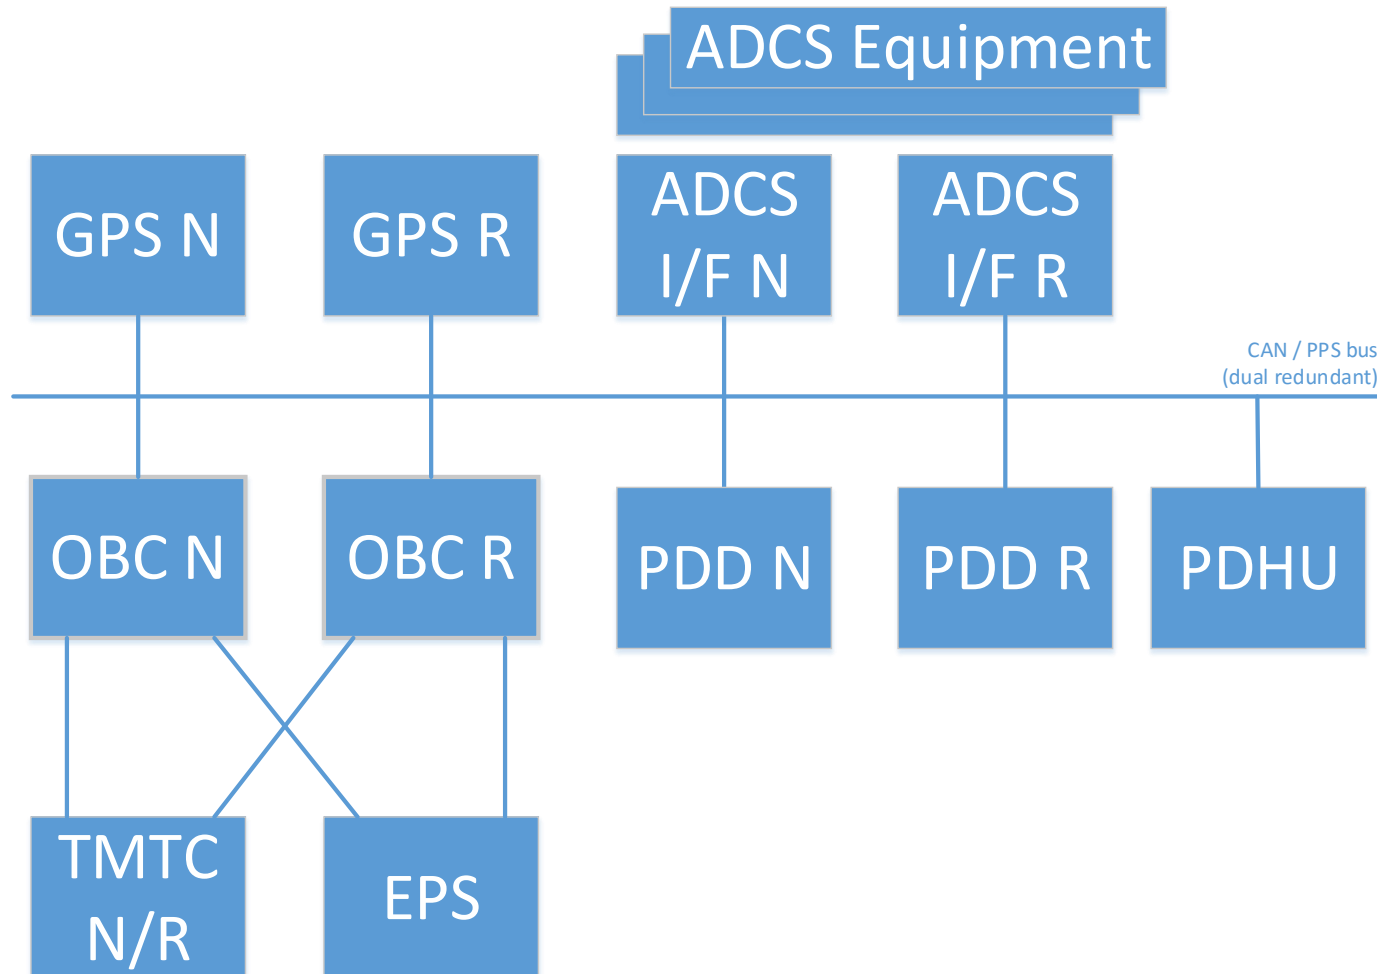 ADCS Equipment
GPS N
GPS R
ADCS
I/F N
ADCS
I/F R
CAN / PPS bus
(dual redundant)
OBC N
OBC R
PDD N
PDD R
PDHU
TMTC
N/R
EPS